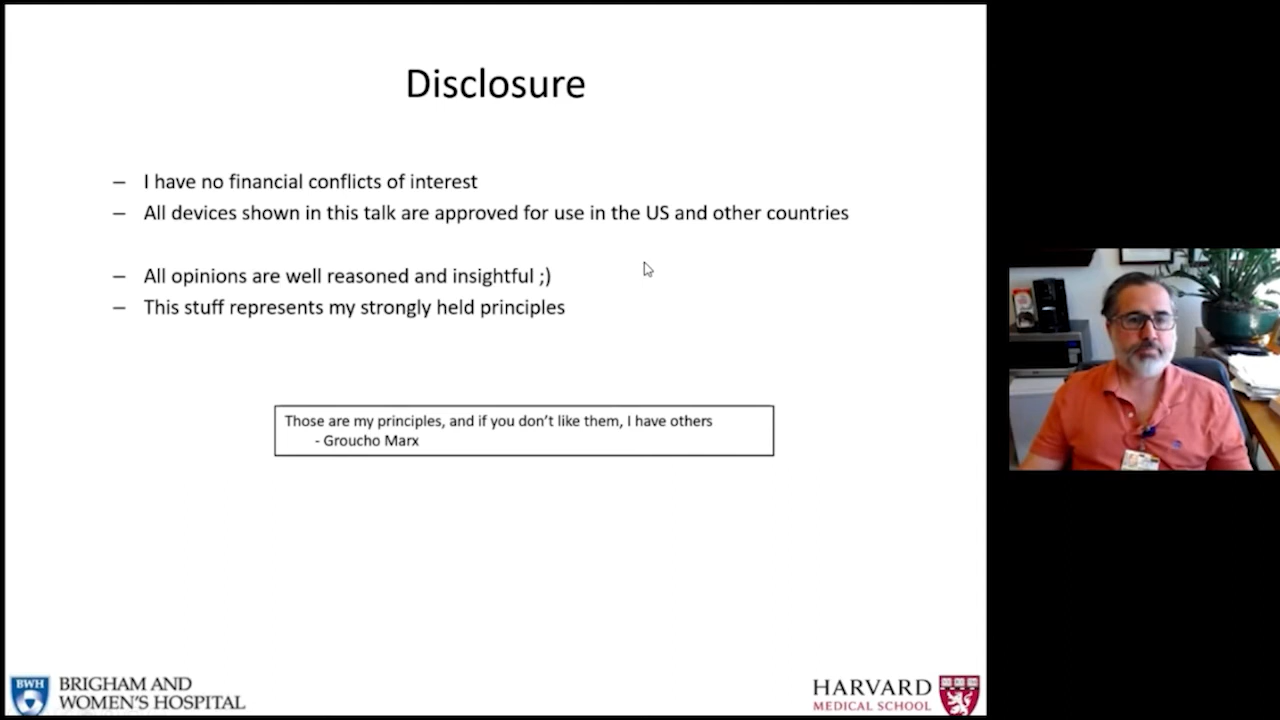 Disclosure
– I have no financial conflicts of interest
– All devices shown in this talk are approved for use in the US and other countries
– All opinions are well reasoned and insightful ;)
– This stuff represents my strongly held principles
Those are my principles, and if you don’t like them, I have others
- Groucho Marx
BWH
BRIGHAM AND
WOMEN'S HOSPITAL
HARVARD
MEDICAL SCHOOL